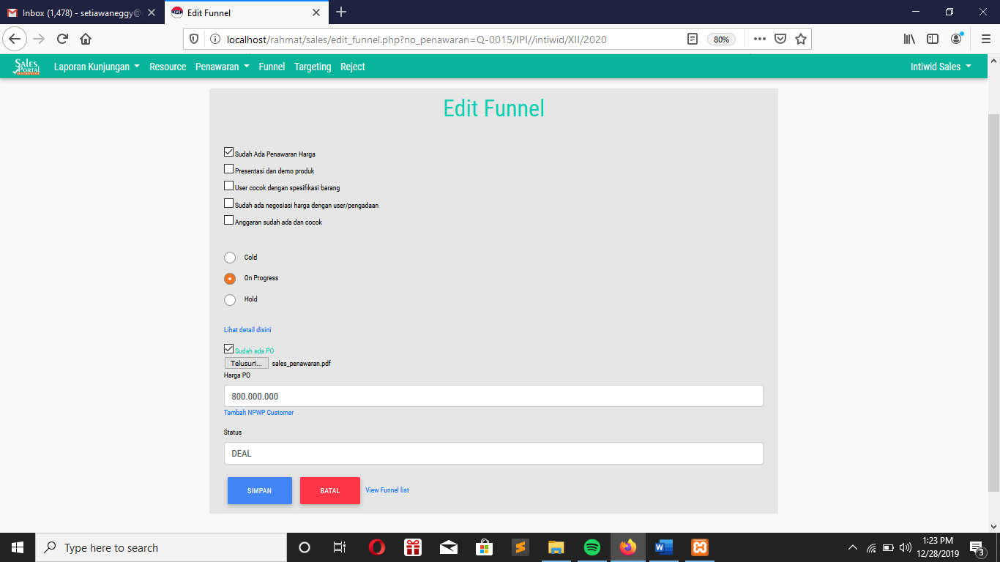 Inbox (1,478) - setiawaneggy@
Edit Funnel
localhost/rahmat/sales/edit_funnel.php?no_penawaran=Q-0015/IPI//intiwid/XII/2020
80%
Sales Portal
Laporan Kunjungan
Resource
Penawaran
Funnel
Targeting
Reject
Intiwid Sales
Edit Funnel
Sudah Ada Penawaran Harga
Presentasi dan demo produk
User cocok dengan spesifikasi barang
Sudah ada negosiasi harga dengan user/pengadaan
Anggaran sudah ada dan cocok
Cold
On Progress
Hold
Lihat detail disini
Sudah ada PO
Telusuri... sales_penawaran.pdf
Harga PO
800.000.000
Tambah NPWP Customer
Status
DEAL
SIMPAN
BATAL
View Funnel list
Type here to search
1:23 PM
12/28/2019
3